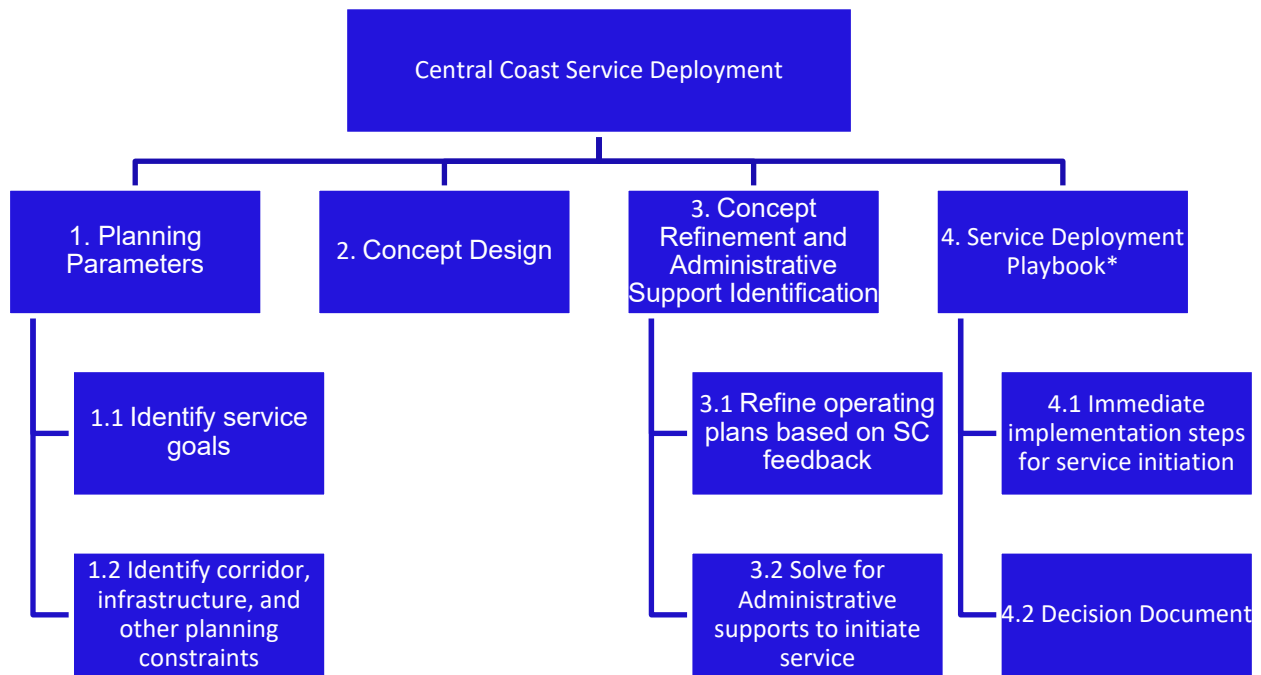 Central Coast Service Deployment
1. Planning
Parameters
2. Concept Design
3. Concept
Refinement and
Administrative
Support Identification
4. Service Deployment
Playbook*
1.1 Identify service
goals
3.1 Refine operating
plans based on SC
feedback
4.1 Immediate
implementation steps
for service initiation
1.2 Identify corridor,
infrastructure, and
other planning
constraints
3.2 Solve for
Administrative
supports to initiate
service
4.2 Decision Document